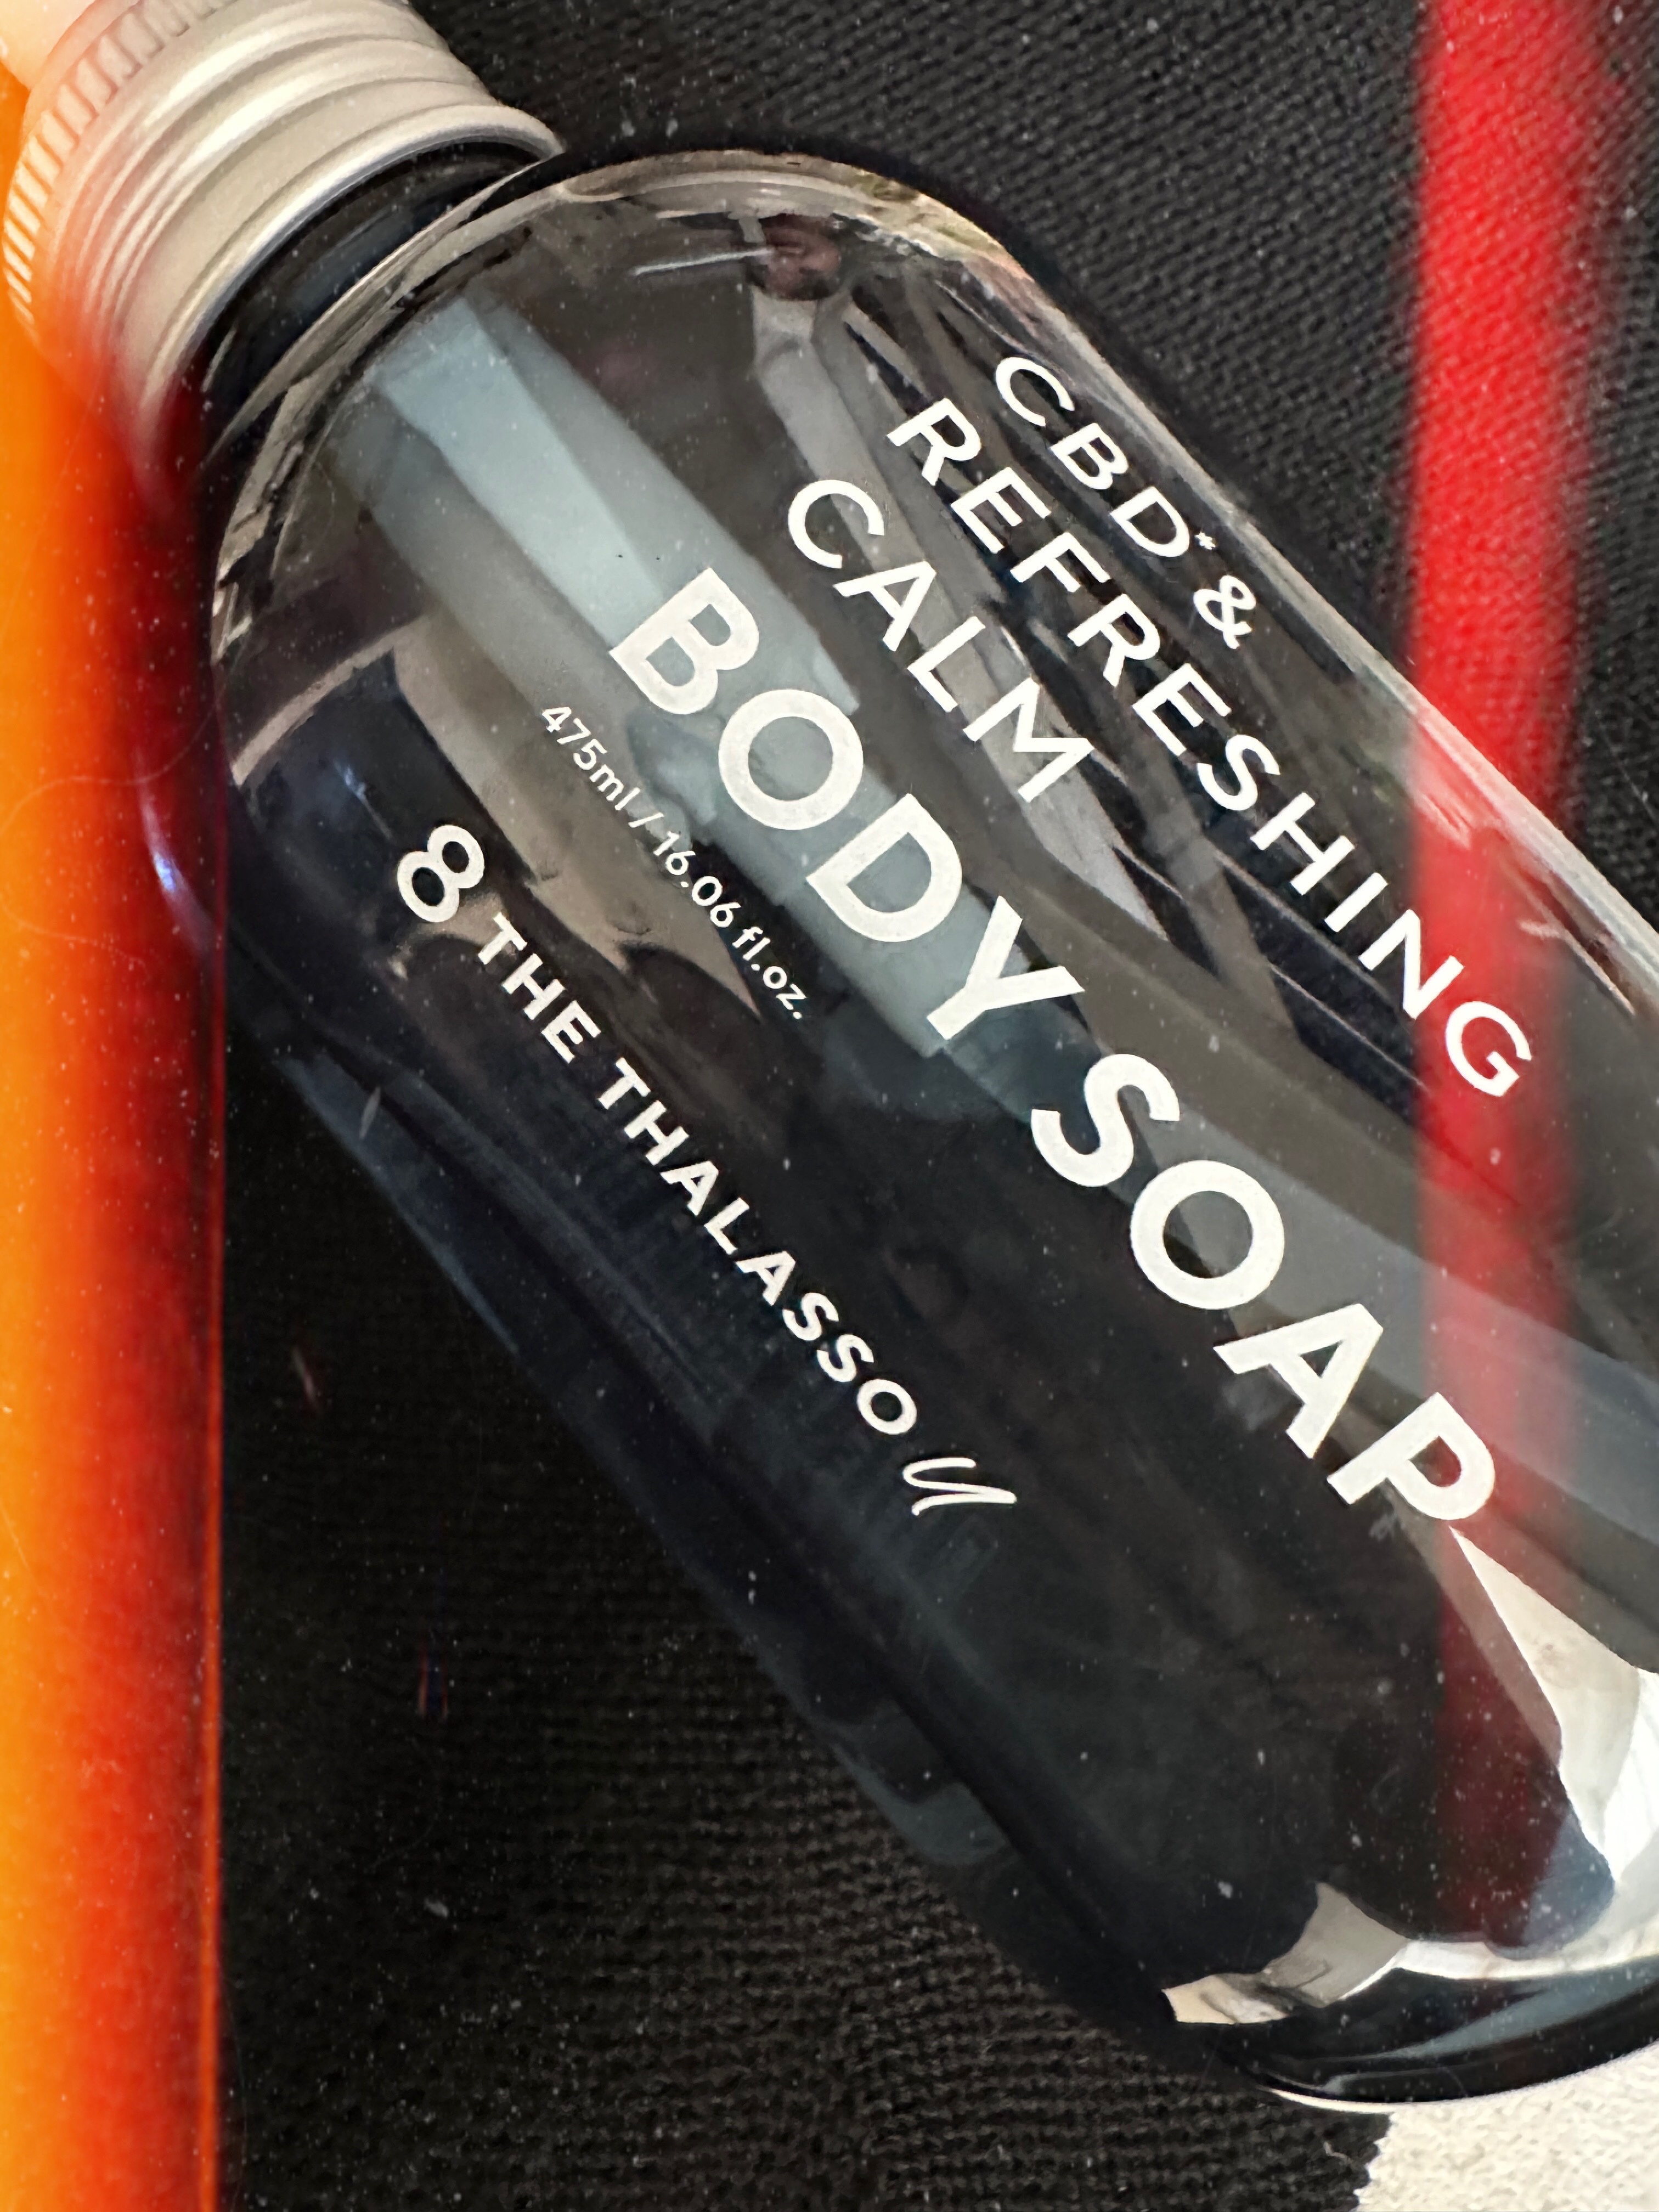 CBD* &
REFRESHING
CALM
BODY SOAP
475ml / 16.06 fl.oz.
8 THE THALASSO u